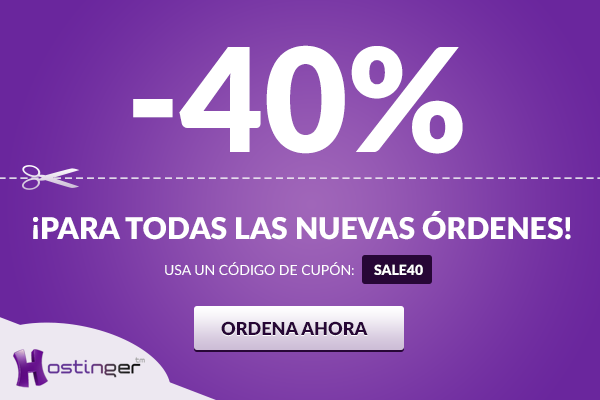 -40%
¡PARA TODAS LAS NUEVAS ÓRDENES!
USA UN CÓDIGO DE CUPÓN: SALE40
ORDENA AHORA
Hostinger tm